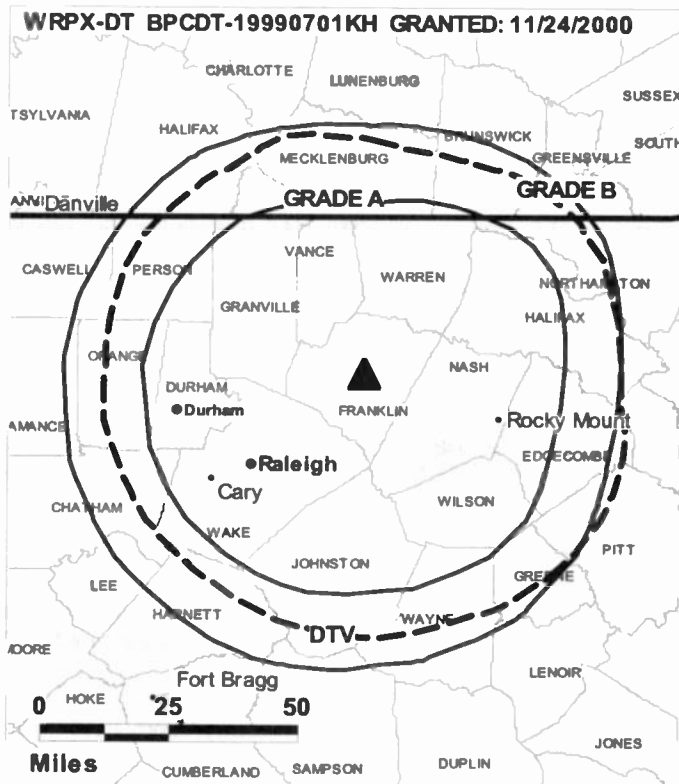 WRPX-DT BPCDT-19990701KH GRANTED: 11/24/2000
CHARLOTTE
LUNENBURG
SUSSEX
TSYLVANIA
HALIFAX
BRUNSWICK
SOUTH
MECKLENBURG
GREENSVILLE
GRADE B
GRADE A
ANVI Danville
VANCE
CASWELL
PERSON
WARREN
NORTHAMPTON
GRANVILLE
HALIFAX
ORANGE
NASH
DURHAM
Durham
FRANKLIN
Rocky Mount
AMANCE
EDGECOMBE
Raleigh
Cary
WILSON
CHATHAM
WAKE
PITT
JOHNSTON
GREENE
LEE
HARNETT
WAYNE
DTV
MOORE
LENOIR
Fort Bragg
HOKE
0 25 50
JONES
Miles
CUMBERLAND
SAMPSON
DUPLIN